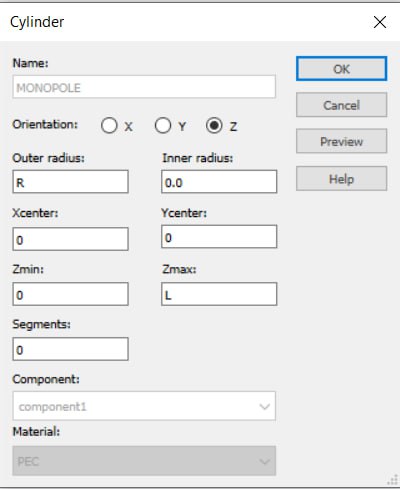 Cylinder
Name:
OK
MONOPOLE
Cancel
Orientation: X Y Z
Preview
Outer radius: Inner radius:
Help
R 0.0
Xcenter: Ycenter:
0 0
Zmin: Zmax:
0 L
Segments:
0
Component:
component1
Material:
PEC